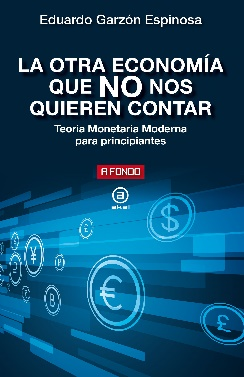 Eduardo Garzón Espinosa
LA OTRA ECONOMÍA
QUE NO NOS
QUIEREN CONTAR
Teoría Monetaria Moderna
para principiantes
A FONDO
akal